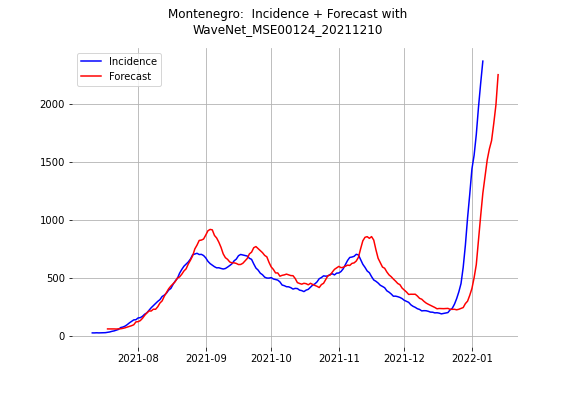 Montenegro:  Incidence + Forecast with
WaveNet_MSE00124_20211210
Incidence
Forecast
2000
1500
1000
500
0
2021-08
2021-09
2021-10
2021-11
2021-12
2022-01